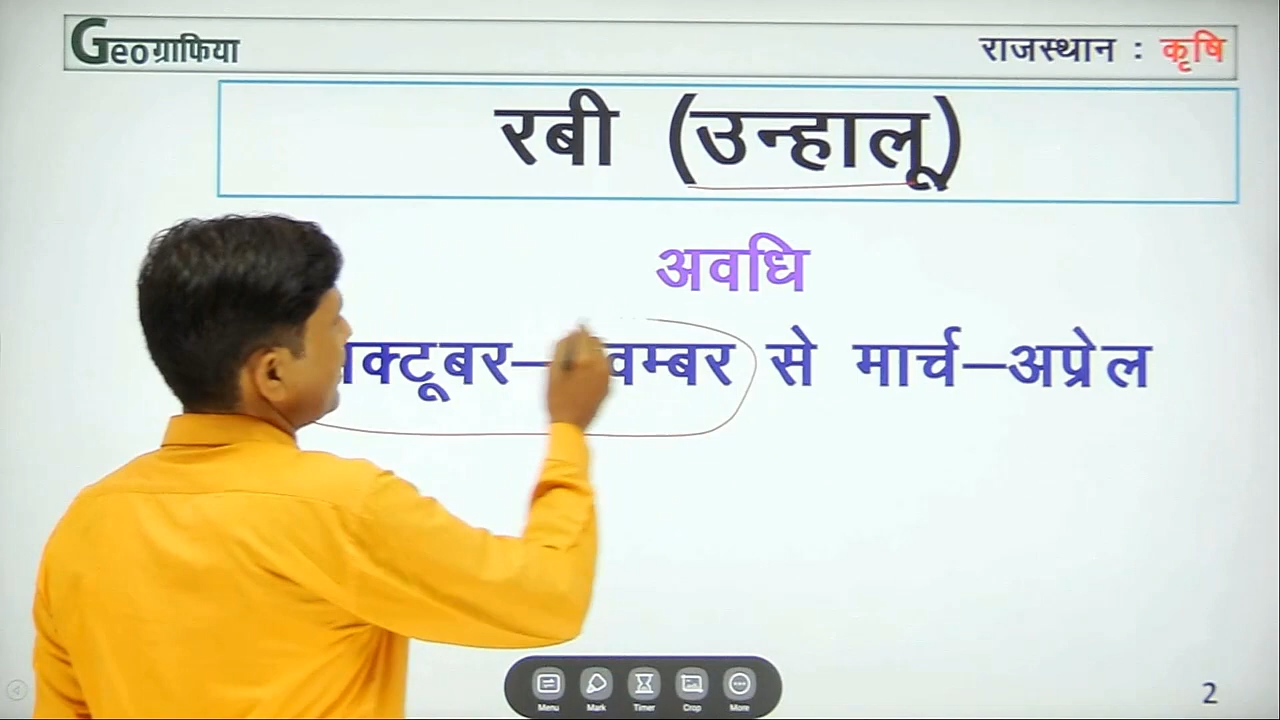 Geoग्राफिया
राजस्थान : कृषि
रबी (उन्हालू)
अवधि
से मार्च–अप्रेल
Menu Mark Timer Crop More
2